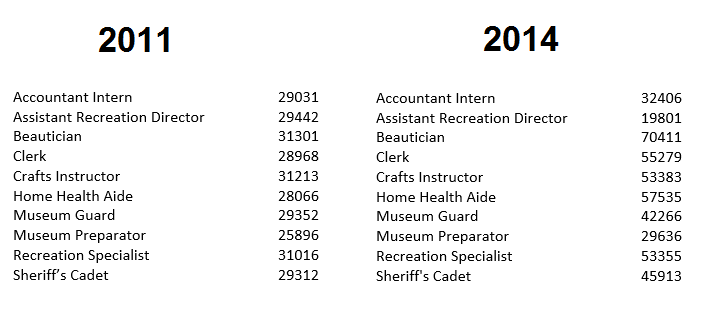 2011
Accountant Intern 29031
Assistant Recreation Director 29442
Beautician 31301
Clerk 28968
Crafts Instructor 31213
Home Health Aide 28066
Museum Guard 29352
Museum Preparator 25896
Recreation Specialist 31016
Sheriff’s Cadet 29312
2014
Accountant Intern 32406
Assistant Recreation Director 19801
Beautician 70411
Clerk 55279
Crafts Instructor 53383
Home Health Aide 57535
Museum Guard 42266
Museum Preparator 29636
Recreation Specialist 53355
Sheriff's Cadet 45913